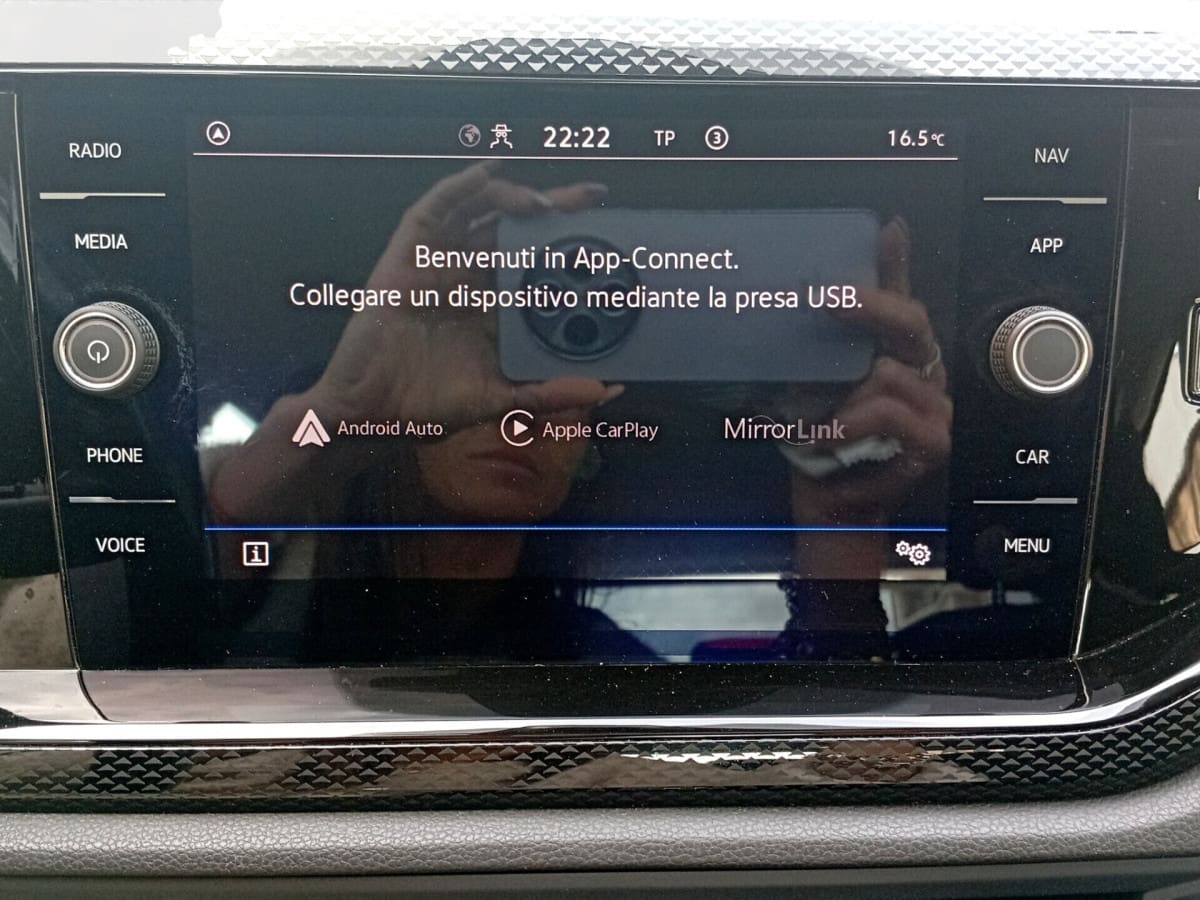 RADIO
MEDIA
PHONE
VOICE
22:22 TP 3 16.5°C
Benvenuti in App-Connect.
Collegare un dispositivo mediante la presa USB.
Android Auto Apple CarPlay MirrorLink
i
NAV
APP
CAR
MENU